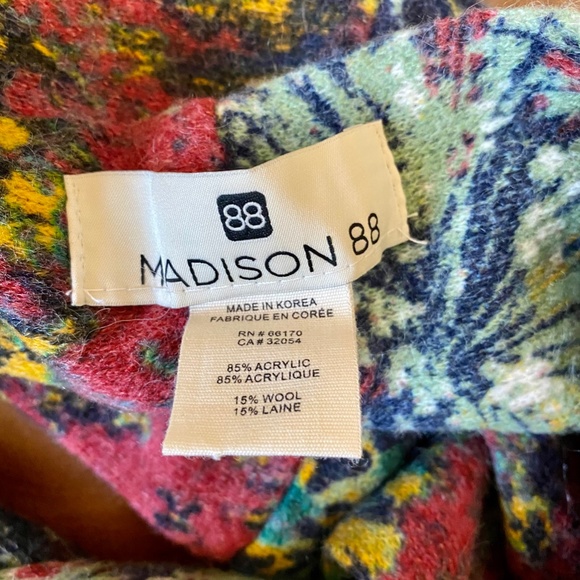 88
MADISON 88
MADE IN KOREA
FABRIQUE EN CORÉE
RN # 66170
CA# 32054
85% ACRYLIC
85% ACRYLIQUE
15% WOOL
15% LAINE